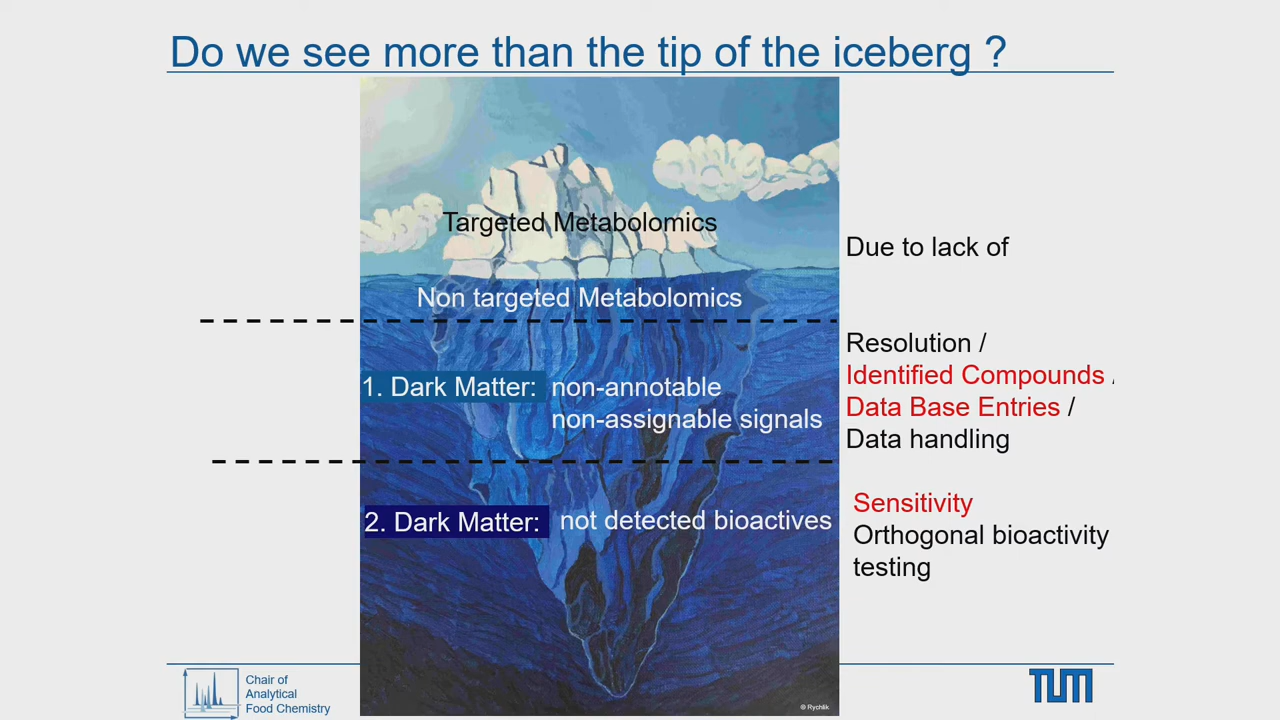 Do we see more than the tip of the iceberg ?
Targeted Metabolomics
Due to lack of
Non targeted Metabolomics
Resolution /
Identified Compounds /
Data Base Entries /
Data handling
1. Dark Matter: non-annotable
non-assignable signals
Sensitivity
Orthogonal bioactivity
testing
2. Dark Matter: not detected bioactives
Chair of
Analytical
Food Chemistry
TUM
© Rychlik